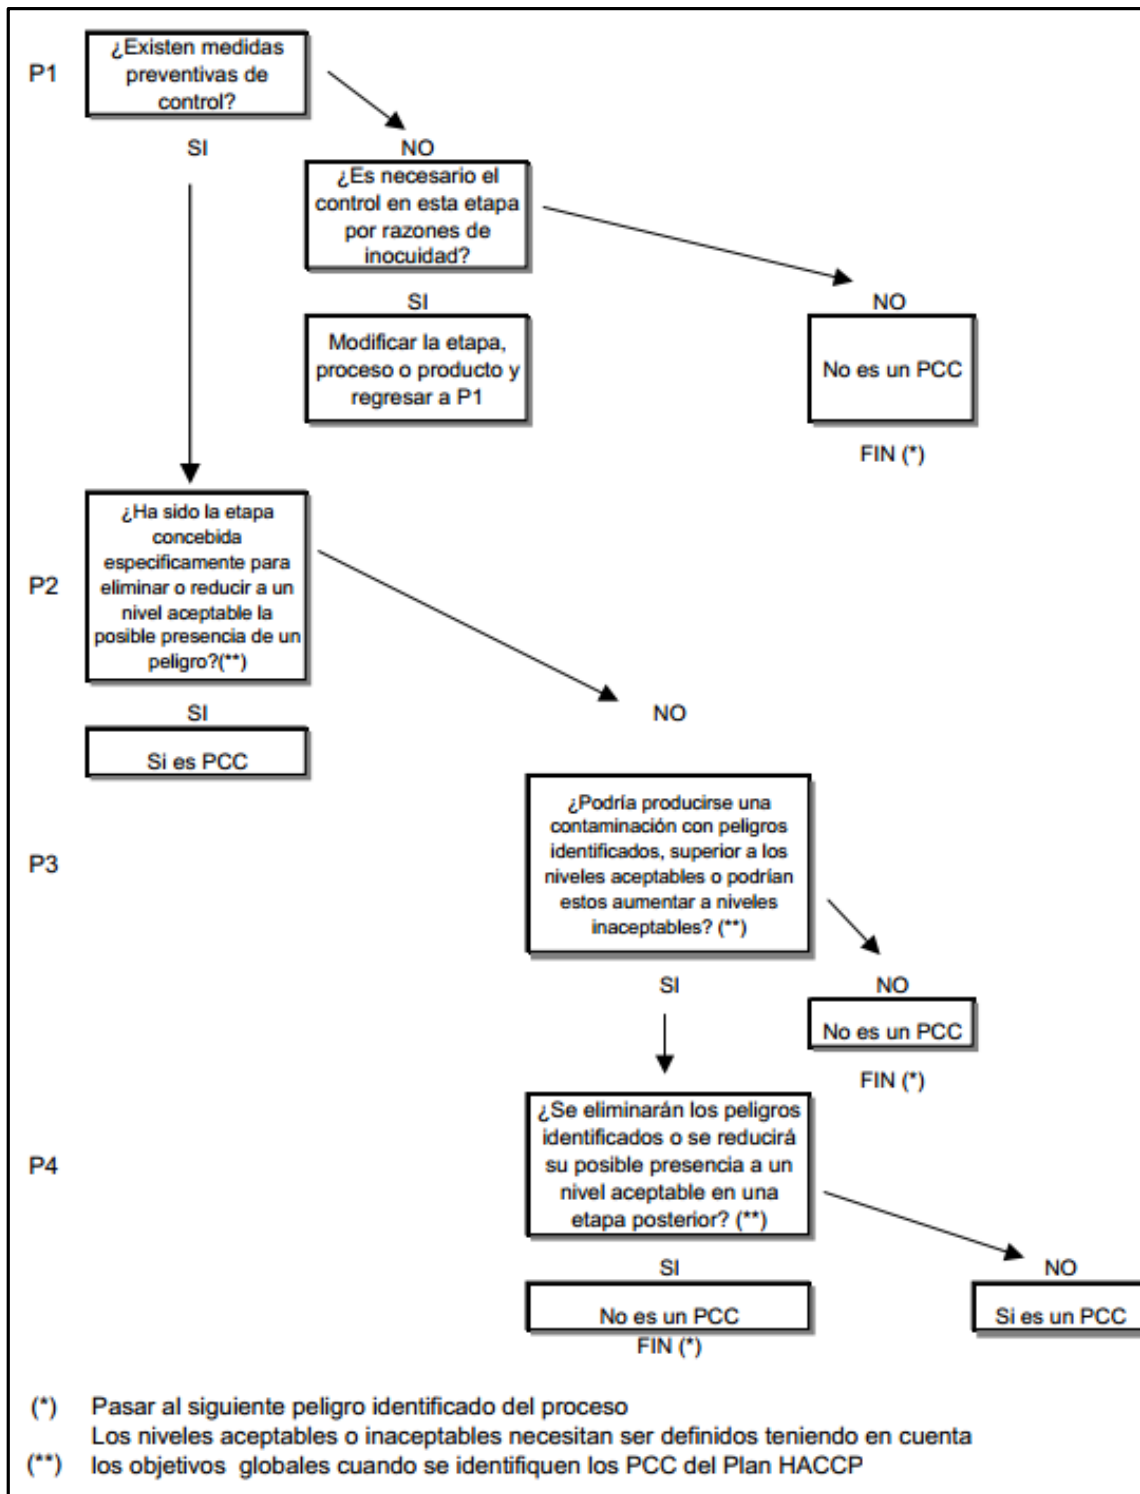 P1
¿Existen medidas
preventivas de
control?
SI
NO
¿Es necesario el
control en esta etapa
por razones de
inocuidad?
SI
NO
Modificar la etapa,
proceso o producto y
regresar a P1
No es un PCC
FIN (*)
P2
¿Ha sido la etapa
concebida
especificamente para
eliminar o reducir a un
nivel aceptable la
posible presencia de un
peligro?(**)
SI
NO
Si es PCC
P3
¿Podría producirse una
contaminación con peligros
identificados, superior a los
niveles aceptables o podrían
estos aumentar a niveles
inaceptables? (**)
SI
NO
No es un PCC
FIN (*)
P4
¿Se eliminarán los peligros
identificados o se reducirá
su posible presencia a un
nivel aceptable en una
etapa posterior? (**)
SI
NO
No es un PCC
Si es un PCC
FIN (*)
(*) Pasar al siguiente peligro identificado del proceso
Los niveles aceptables o inaceptables necesitan ser definidos teniendo en cuenta
(**) los objetivos globales cuando se identifiquen los PCC del Plan HACCP